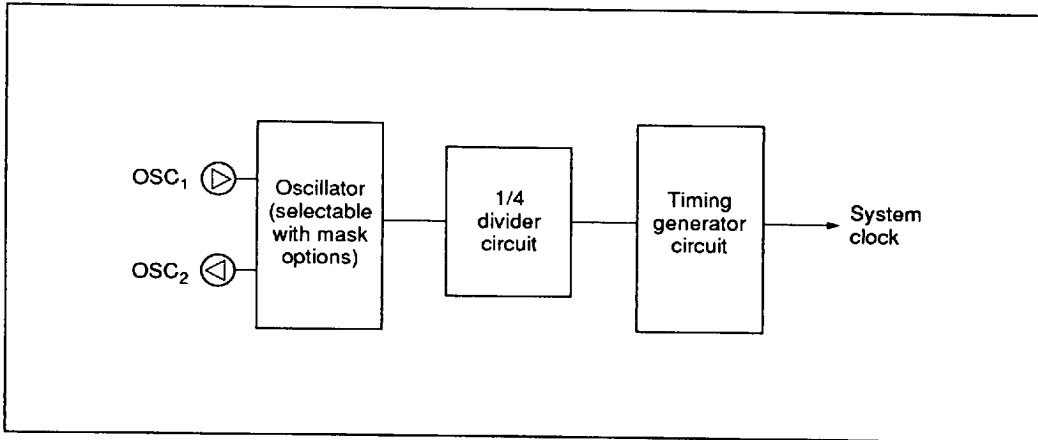 OSC₁
OSC₂
Oscillator
(selectable
with mask
options)
1/4
divider
circuit
Timing
generator
circuit
System
clock